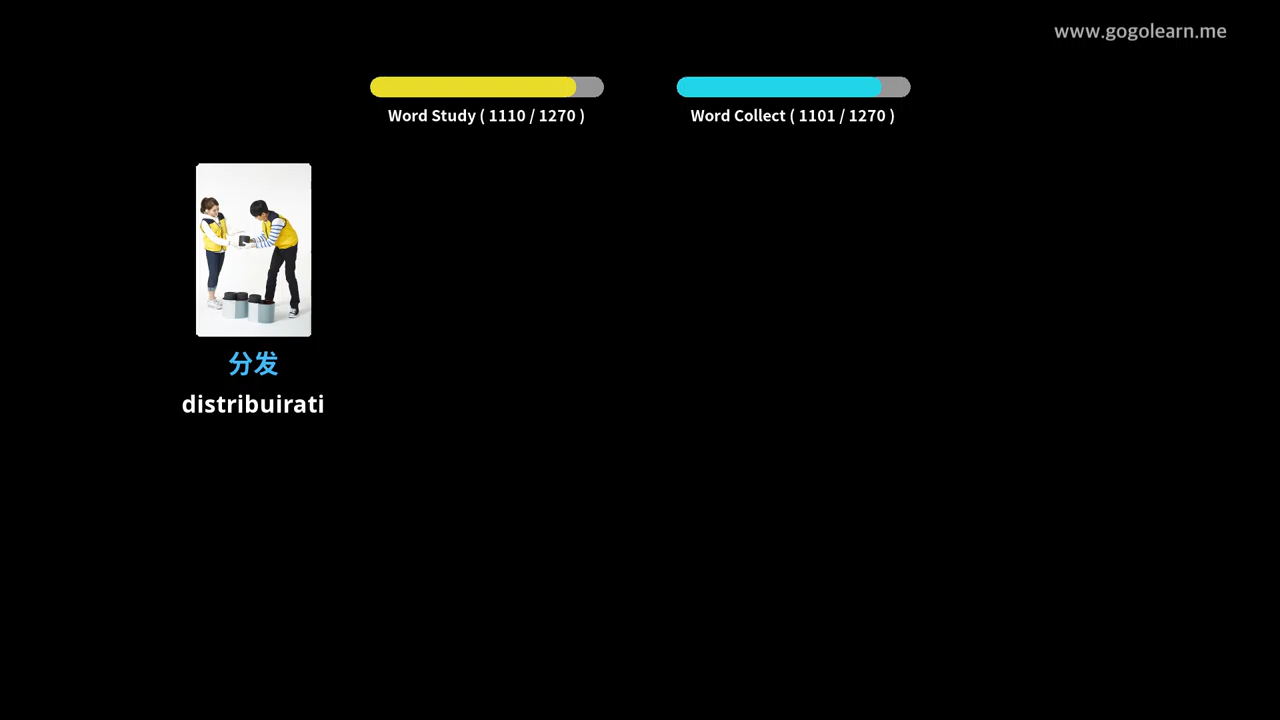 www.gogolearn.me
Word Study ( 1110 / 1270 )
Word Collect ( 1101 / 1270 )
分发
distribuirati